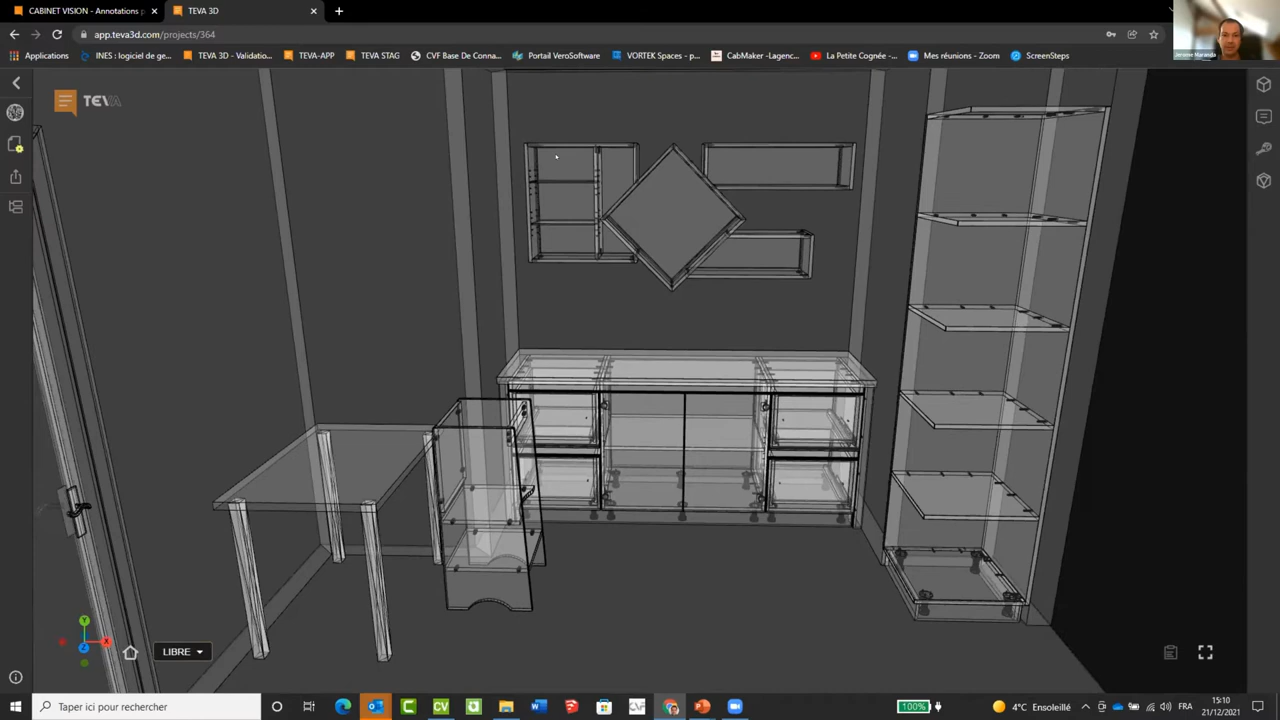 CABINET VISION - Annotations p
TEVA 3D
app.teva3d.com/projects/364
Applications
INES : logiciel de ge...
TEVA 3D - Validatio...
TEVA-APP
TEVA STAG
CVF Base De Conna...
Portail VeroSoftware
VORTEK Spaces - p...
CabMaker -Lagenc...
La Petite Cognée -...
Mes réunions - Zoom
ScreenSteps
TEVA
X
Y
Z
LIBRE
Taper ici pour rechercher
CV
CVF
100%
4°C Ensoleillé
FRA
15:10
21/12/2021